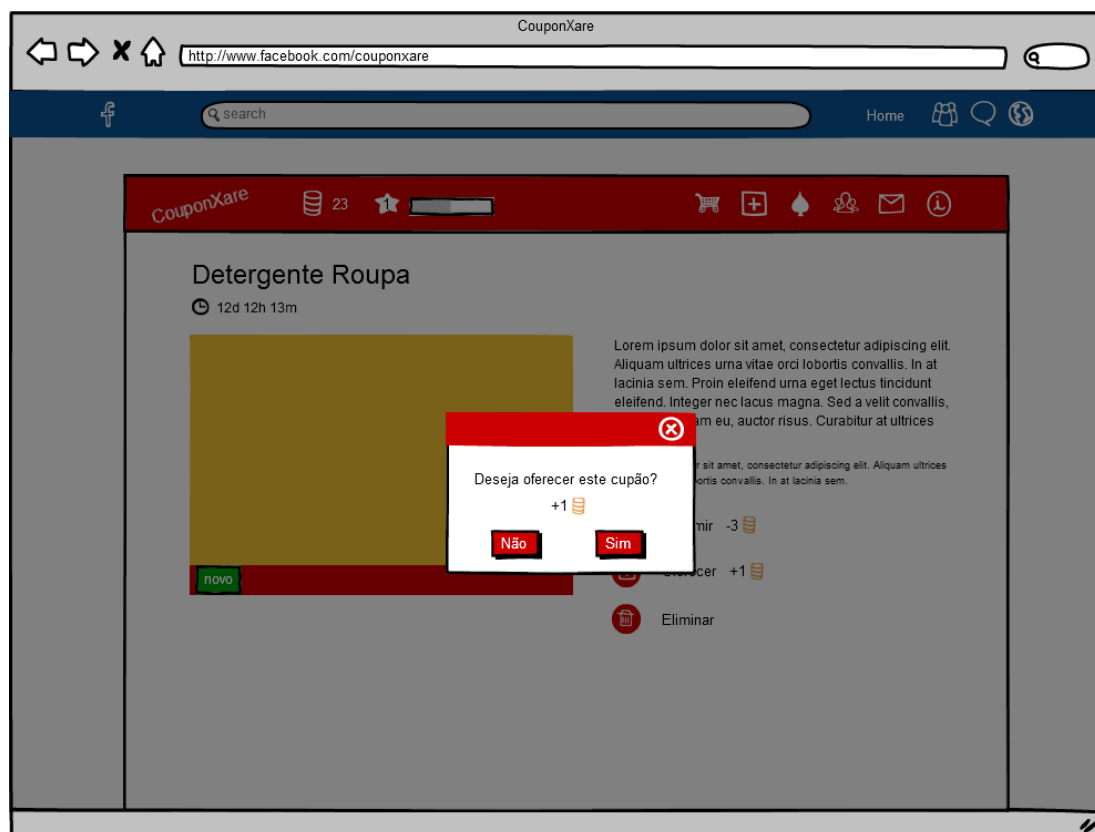 CouponXare
http://www.facebook.com/couponxare
search
Home
CouponXare
23
1
Detergente Roupa
12d 12h 13m
Lorem ipsum dolor sit amet, consectetur adipiscing elit.
Aliquam ultrices urna vitae orci lobortis convallis. In at
lacinia sem. Proin eleifend urna eget lectus tincidunt
eleifend. Integer nec lacus magna. Sed a velit convallis,
eu, auctor risus. Curabitur at ultrices
sit amet, consectetur adipiscing elit. Aliquam ultrices
convallis. In at lacinia sem.
Deseja oferecer este cupão?
+1
Não
Sim
-3
+1
novo
Eliminar